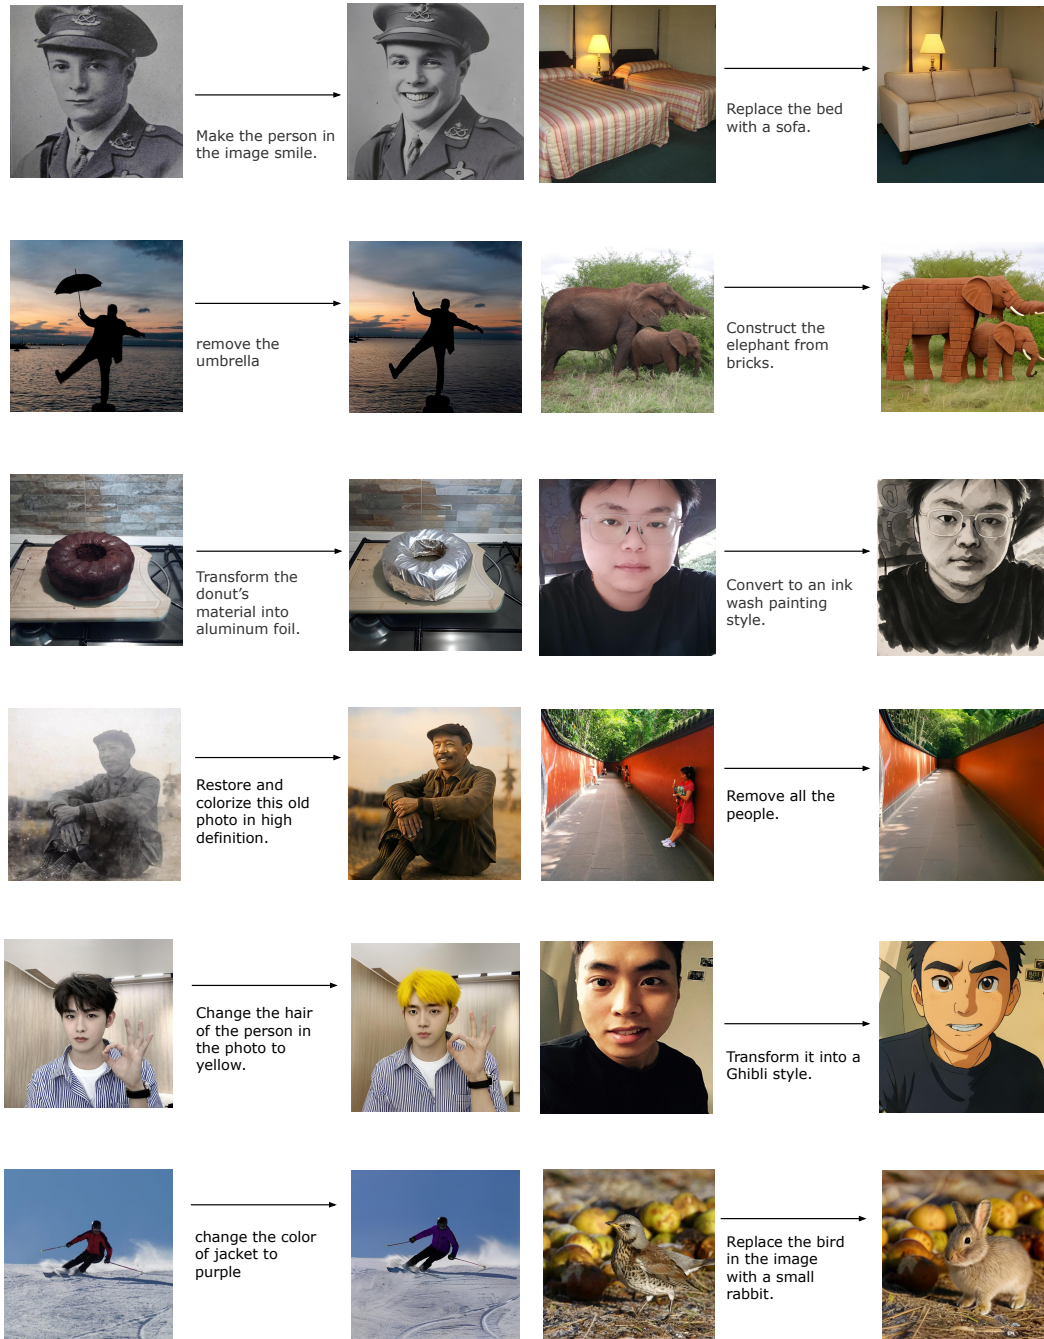 Make the person in
the image smile.
Replace the bed
with a sofa.
remove the
umbrella
Construct the
elephant from
bricks.
Transform the
donut’s
material into
aluminum foil.
Convert to an ink
wash painting
style.
Restore and
colorize this old
photo in high
definition.
Remove all the
people.
Change the hair
of the person in
the photo to
yellow.
Transform it into a
Ghibli style.
change the color
of jacket to
purple
Replace the bird
in the image
with a small
rabbit.